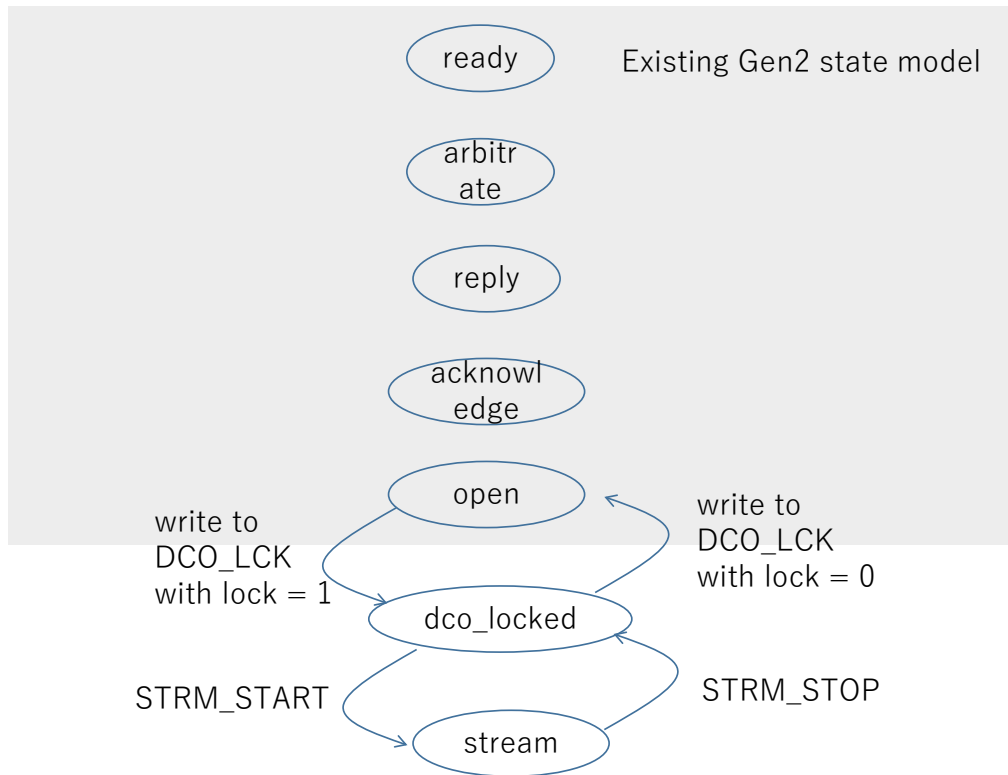 ready
Existing Gen2 state model
arbitr
ate
reply
acknowl
edge
open
write to
DCO_LCK
with lock = 1
write to
DCO_LCK
with lock = 0
dco_locked
STRM_START
STRM_STOP
stream